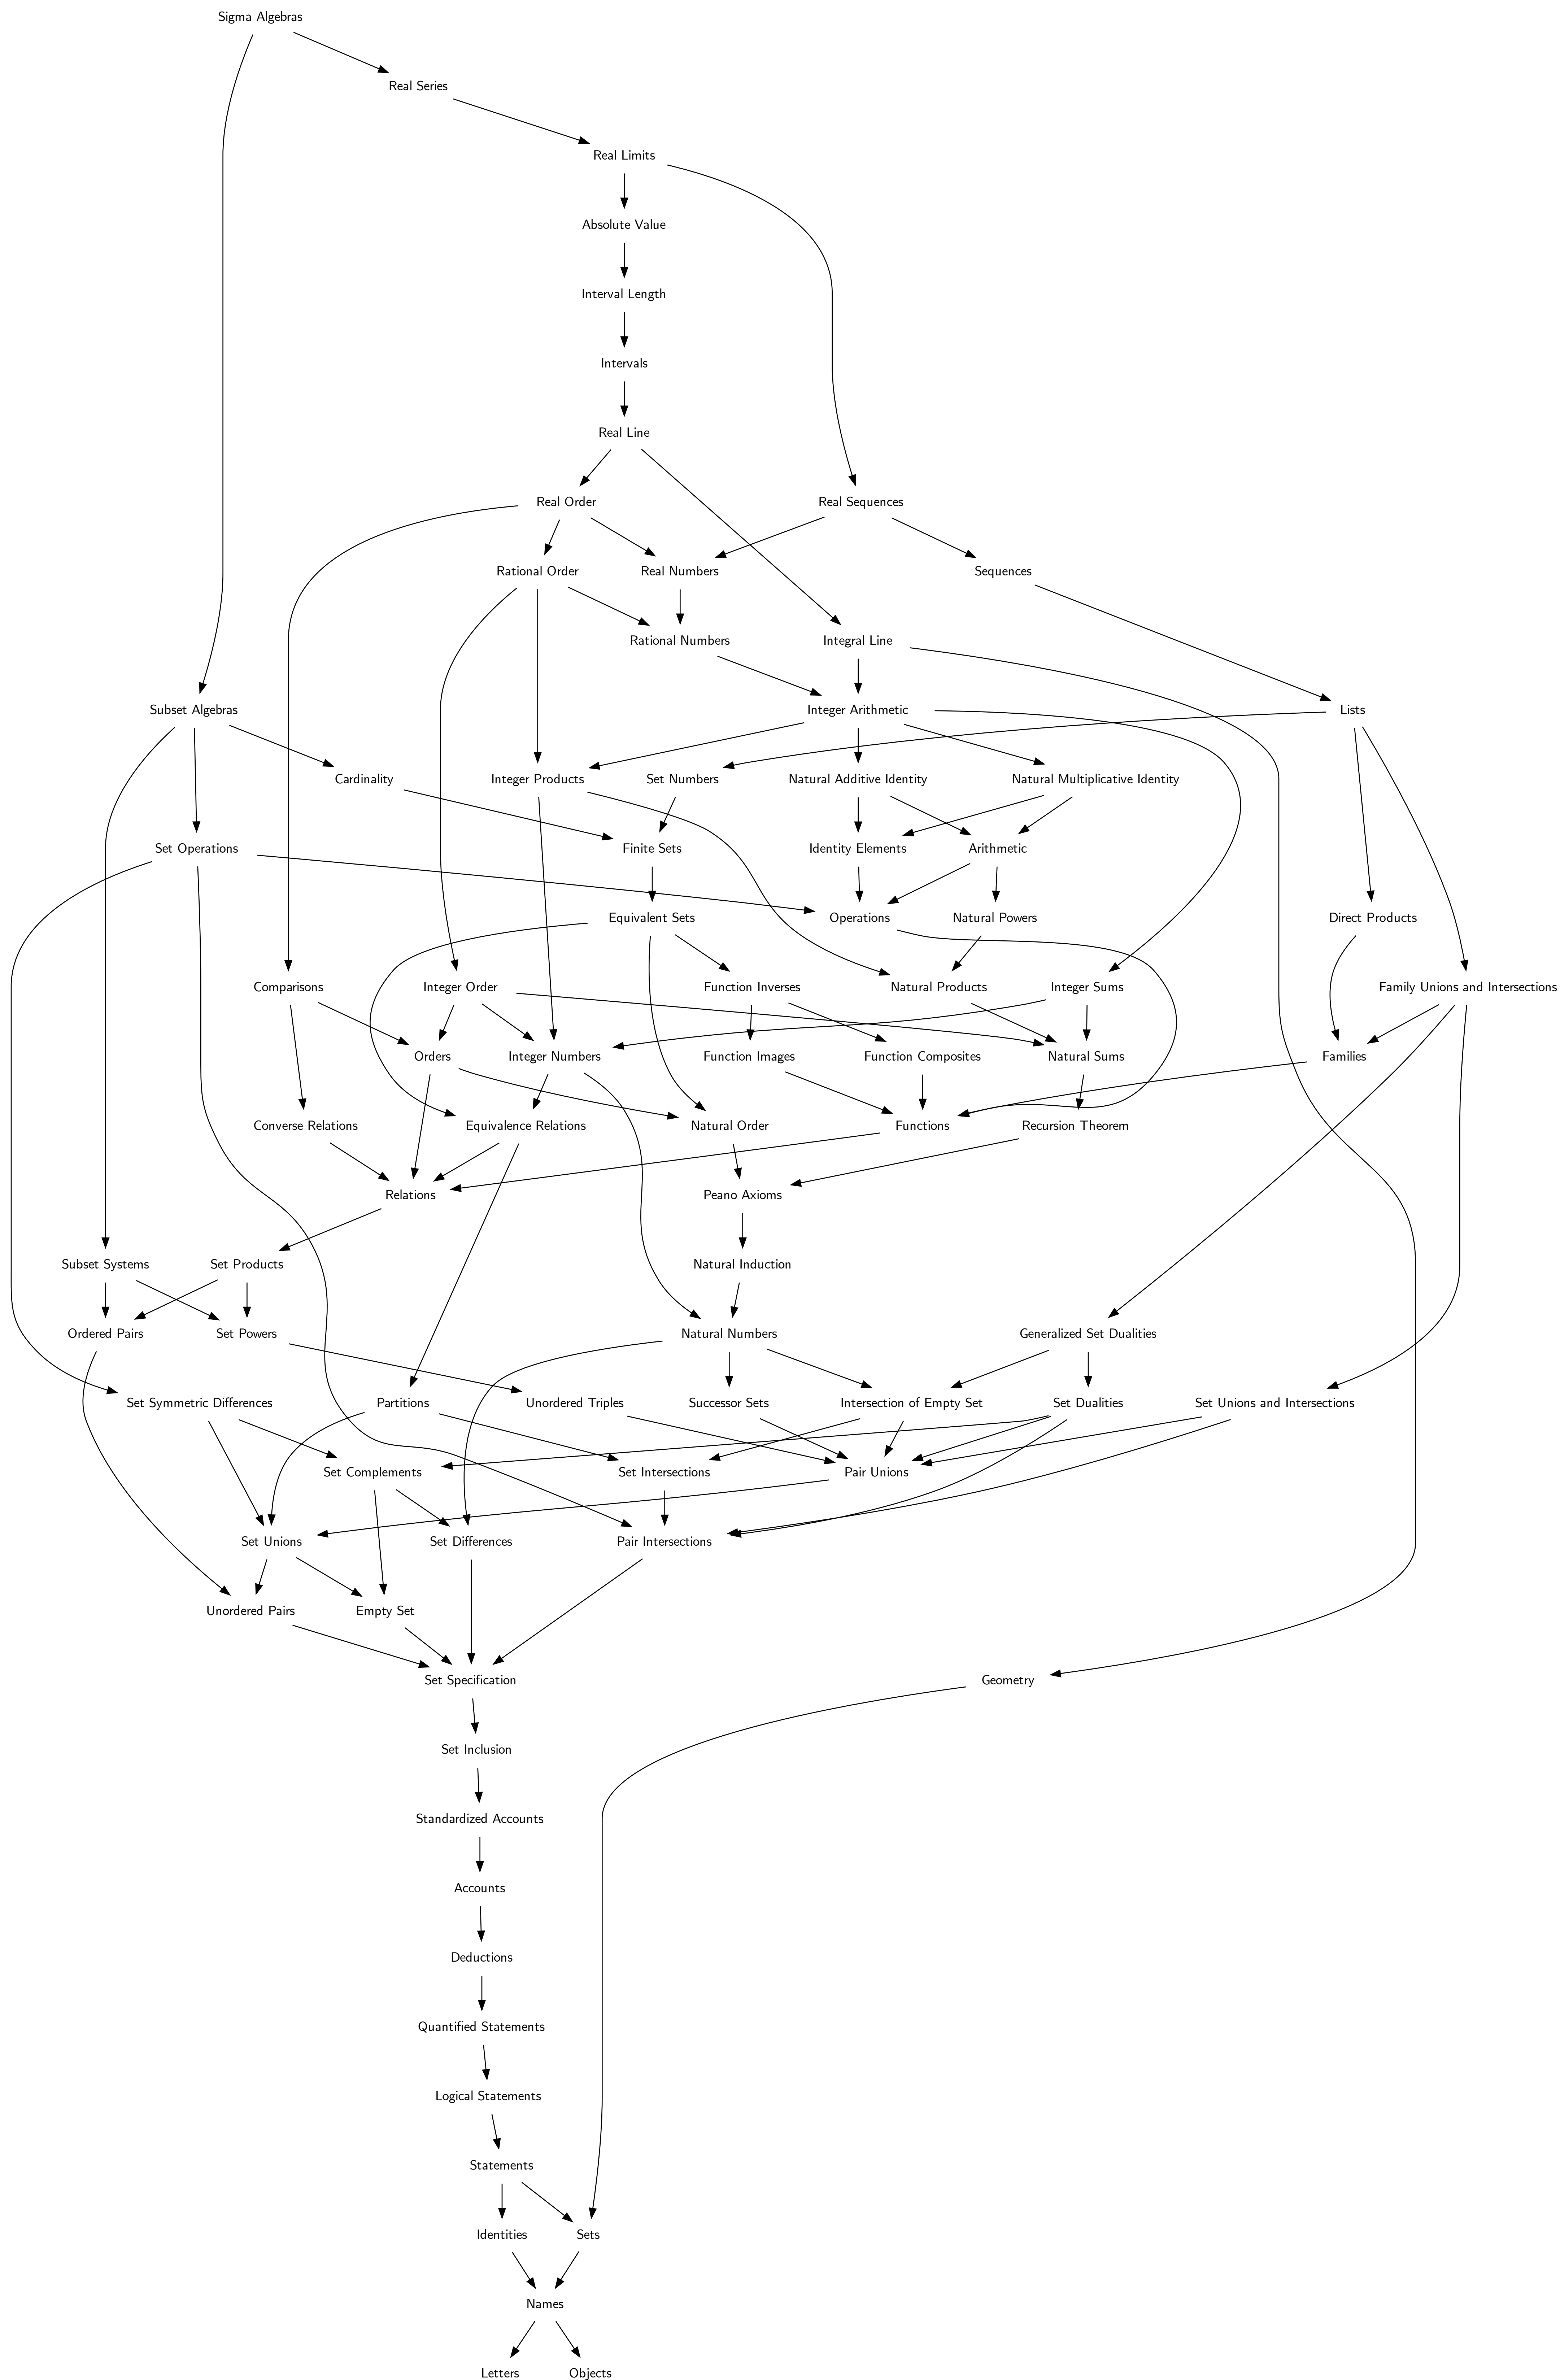 Sigma Algebras
Real Series
Real Limits
Absolute Value
Interval Length
Intervals
Real Line
Real Order
Real Sequences
Rational Order
Real Numbers
Sequences
Rational Numbers
Integral Line
Subset Algebras
Integer Arithmetic
Lists
Cardinality
Integer Products
Set Numbers
Natural Additive Identity
Natural Multiplicative Identity
Set Operations
Finite Sets
Identity Elements
Arithmetic
Equivalent Sets
Operations
Natural Powers
Direct Products
Comparisons
Integer Order
Function Inverses
Natural Products
Integer Sums
Family Unions and Intersections
Orders
Integer Numbers
Function Images
Function Composites
Natural Sums
Families
Converse Relations
Equivalence Relations
Natural Order
Functions
Recursion Theorem
Relations
Peano Axioms
Subset Systems
Set Products
Natural Induction
Ordered Pairs
Set Powers
Natural Numbers
Generalized Set Dualities
Set Symmetric Differences
Partitions
Unordered Triples
Successor Sets
Intersection of Empty Set
Set Dualities
Set Unions and Intersections
Set Complements
Set Intersections
Pair Unions
Set Unions
Set Differences
Pair Intersections
Unordered Pairs
Empty Set
Set Specification
Geometry
Set Inclusion
Standardized Accounts
Accounts
Deductions
Quantified Statements
Logical Statements
Statements
Identities
Sets
Names
Letters
Objects